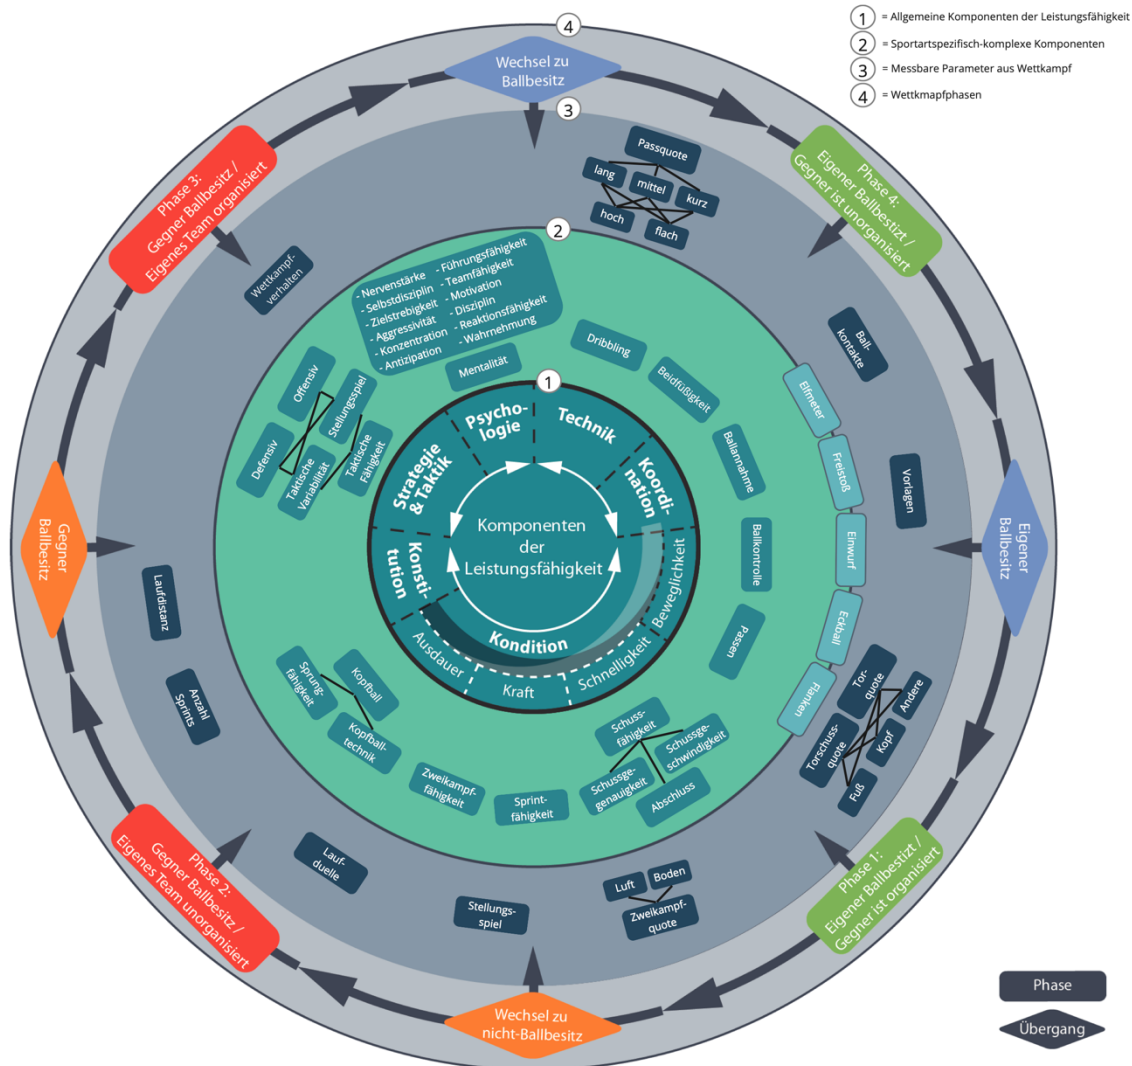 1 = Allgemeine Komponenten der Leistungsfähigkeit
2 = Sportartspezifisch-komplexe Komponenten
3 = Messbare Parameter aus Wettkampf
4 = Wettkmapfphasen
4
Wechsel zu
Ballbesitz
3
Phase 3:
Gegner Ballbesitz /
Eigenes Team organisiert
Phase 4:
Eigener Ballbestizt /
Gegner ist unorganisiert
Passquote
lang
mittel
kurz
hoch
flach
2
Wettkampf-
verhalten
- Nervenstärke
- Selbstdisziplin
- Zielstrebigkeit
- Aggressivität
- Konzentration
- Antizipation
- Führungsfähigkeit
- Teamfähigkeit
- Motivation
- Disziplin
- Reaktionsfähigkeit
- Wahrnehmung
Mentalität
Dribbling
Beidfüßigkeit
Ballannahme
Ballkontrolle
Passen
Ball-
kontakte
Vorlagen
Elfmeter
Freistoß
Einwurf
Eckball
Flanken
Offensiv
Stellungsspiel
Defensiv
Taktische
Variabilität
Taktische
Fähigkeit
1
Psycho-
logie
Technik
Strategie
& Taktik
Koordi-
nation
Kousti-
tution
Komponenten
der
Leistungsfähigkeit
Beweglichkeit
Kondition
Ausdauer
Kraft
Schnelligkeit
Gegner
Ballbesitz
Eigener
Ballbesitz
Laufdistanz
Anzahl
Sprints
Sprung-
fähigkeit
Kopfball
Kopfball-
technik
Zweikampf-
fähigkeit
Sprint-
fähigkeit
Schuss-
fähigkeit
Schussge-
schwindigkeit
Schussge-
genauigkeit
Abschluss
Tor-
quote
Andere
Torschuss-
quote
Kopf
Fuß
Phase 2:
Gegner Ballbesitz /
Eigenes Team unorganisiert
Phase 1:
Eigener Ballbestizt /
Gegner ist organisiert
Lauf-
duelle
Stellungs-
spiel
Luft
Boden
Zweikampf-
quote
Wechsel zu
nicht-Ballbesitz
Phase
Übergang